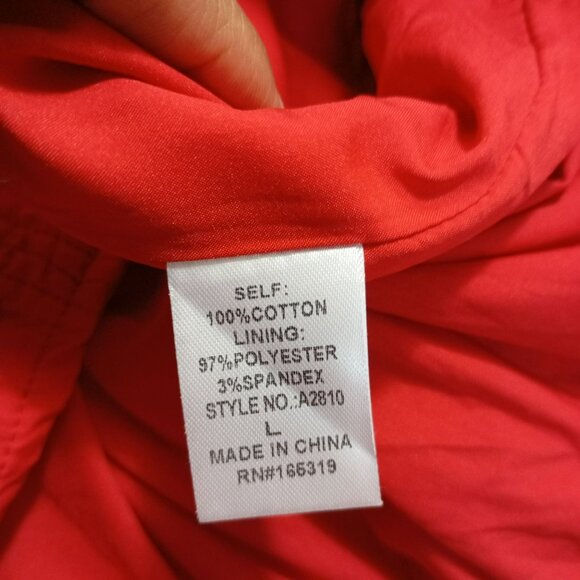 SELF:
100%COTTON
LINING:
97%POLYESTER
3%SPANDEX
STYLE NO.:A2810
L
MADE IN CHINA
RN#165319